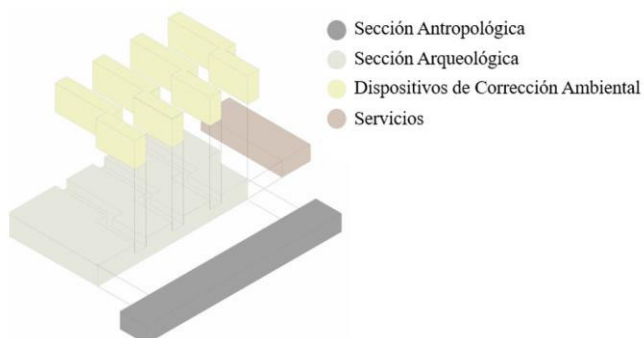 Sección Antropológica
Sección Arqueológica
Dispositivos de Corrección Ambiental
Servicios